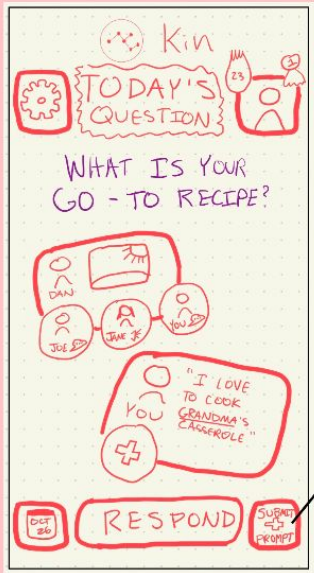 Kin
TODAY'S
QUESTION
23
1
WHAT IS YOUR
GO-TO RECIPE?
DAN
JOE
JANE JE
YOU
YOU
"I LOVE
TO COOK
GRANDMA'S
CASSEROLE"
OCT
26
RESPOND
SUBMIT
PROMPT